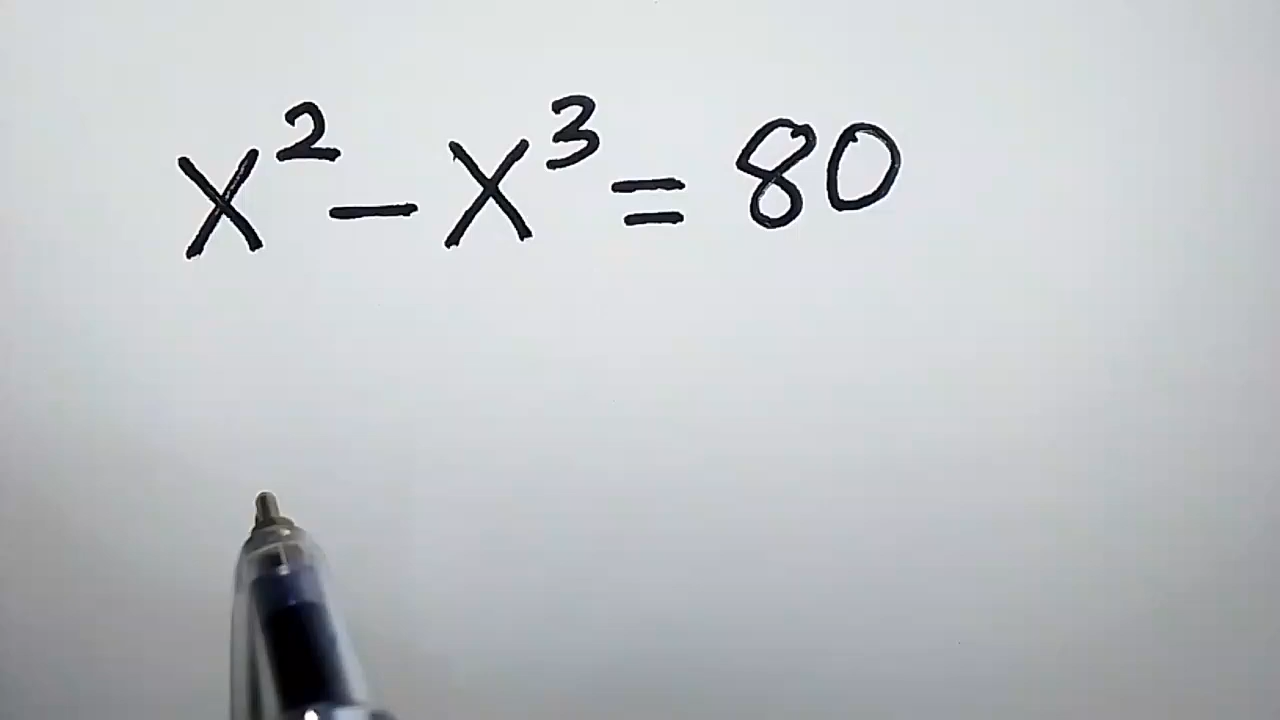 x² - x³ = 80